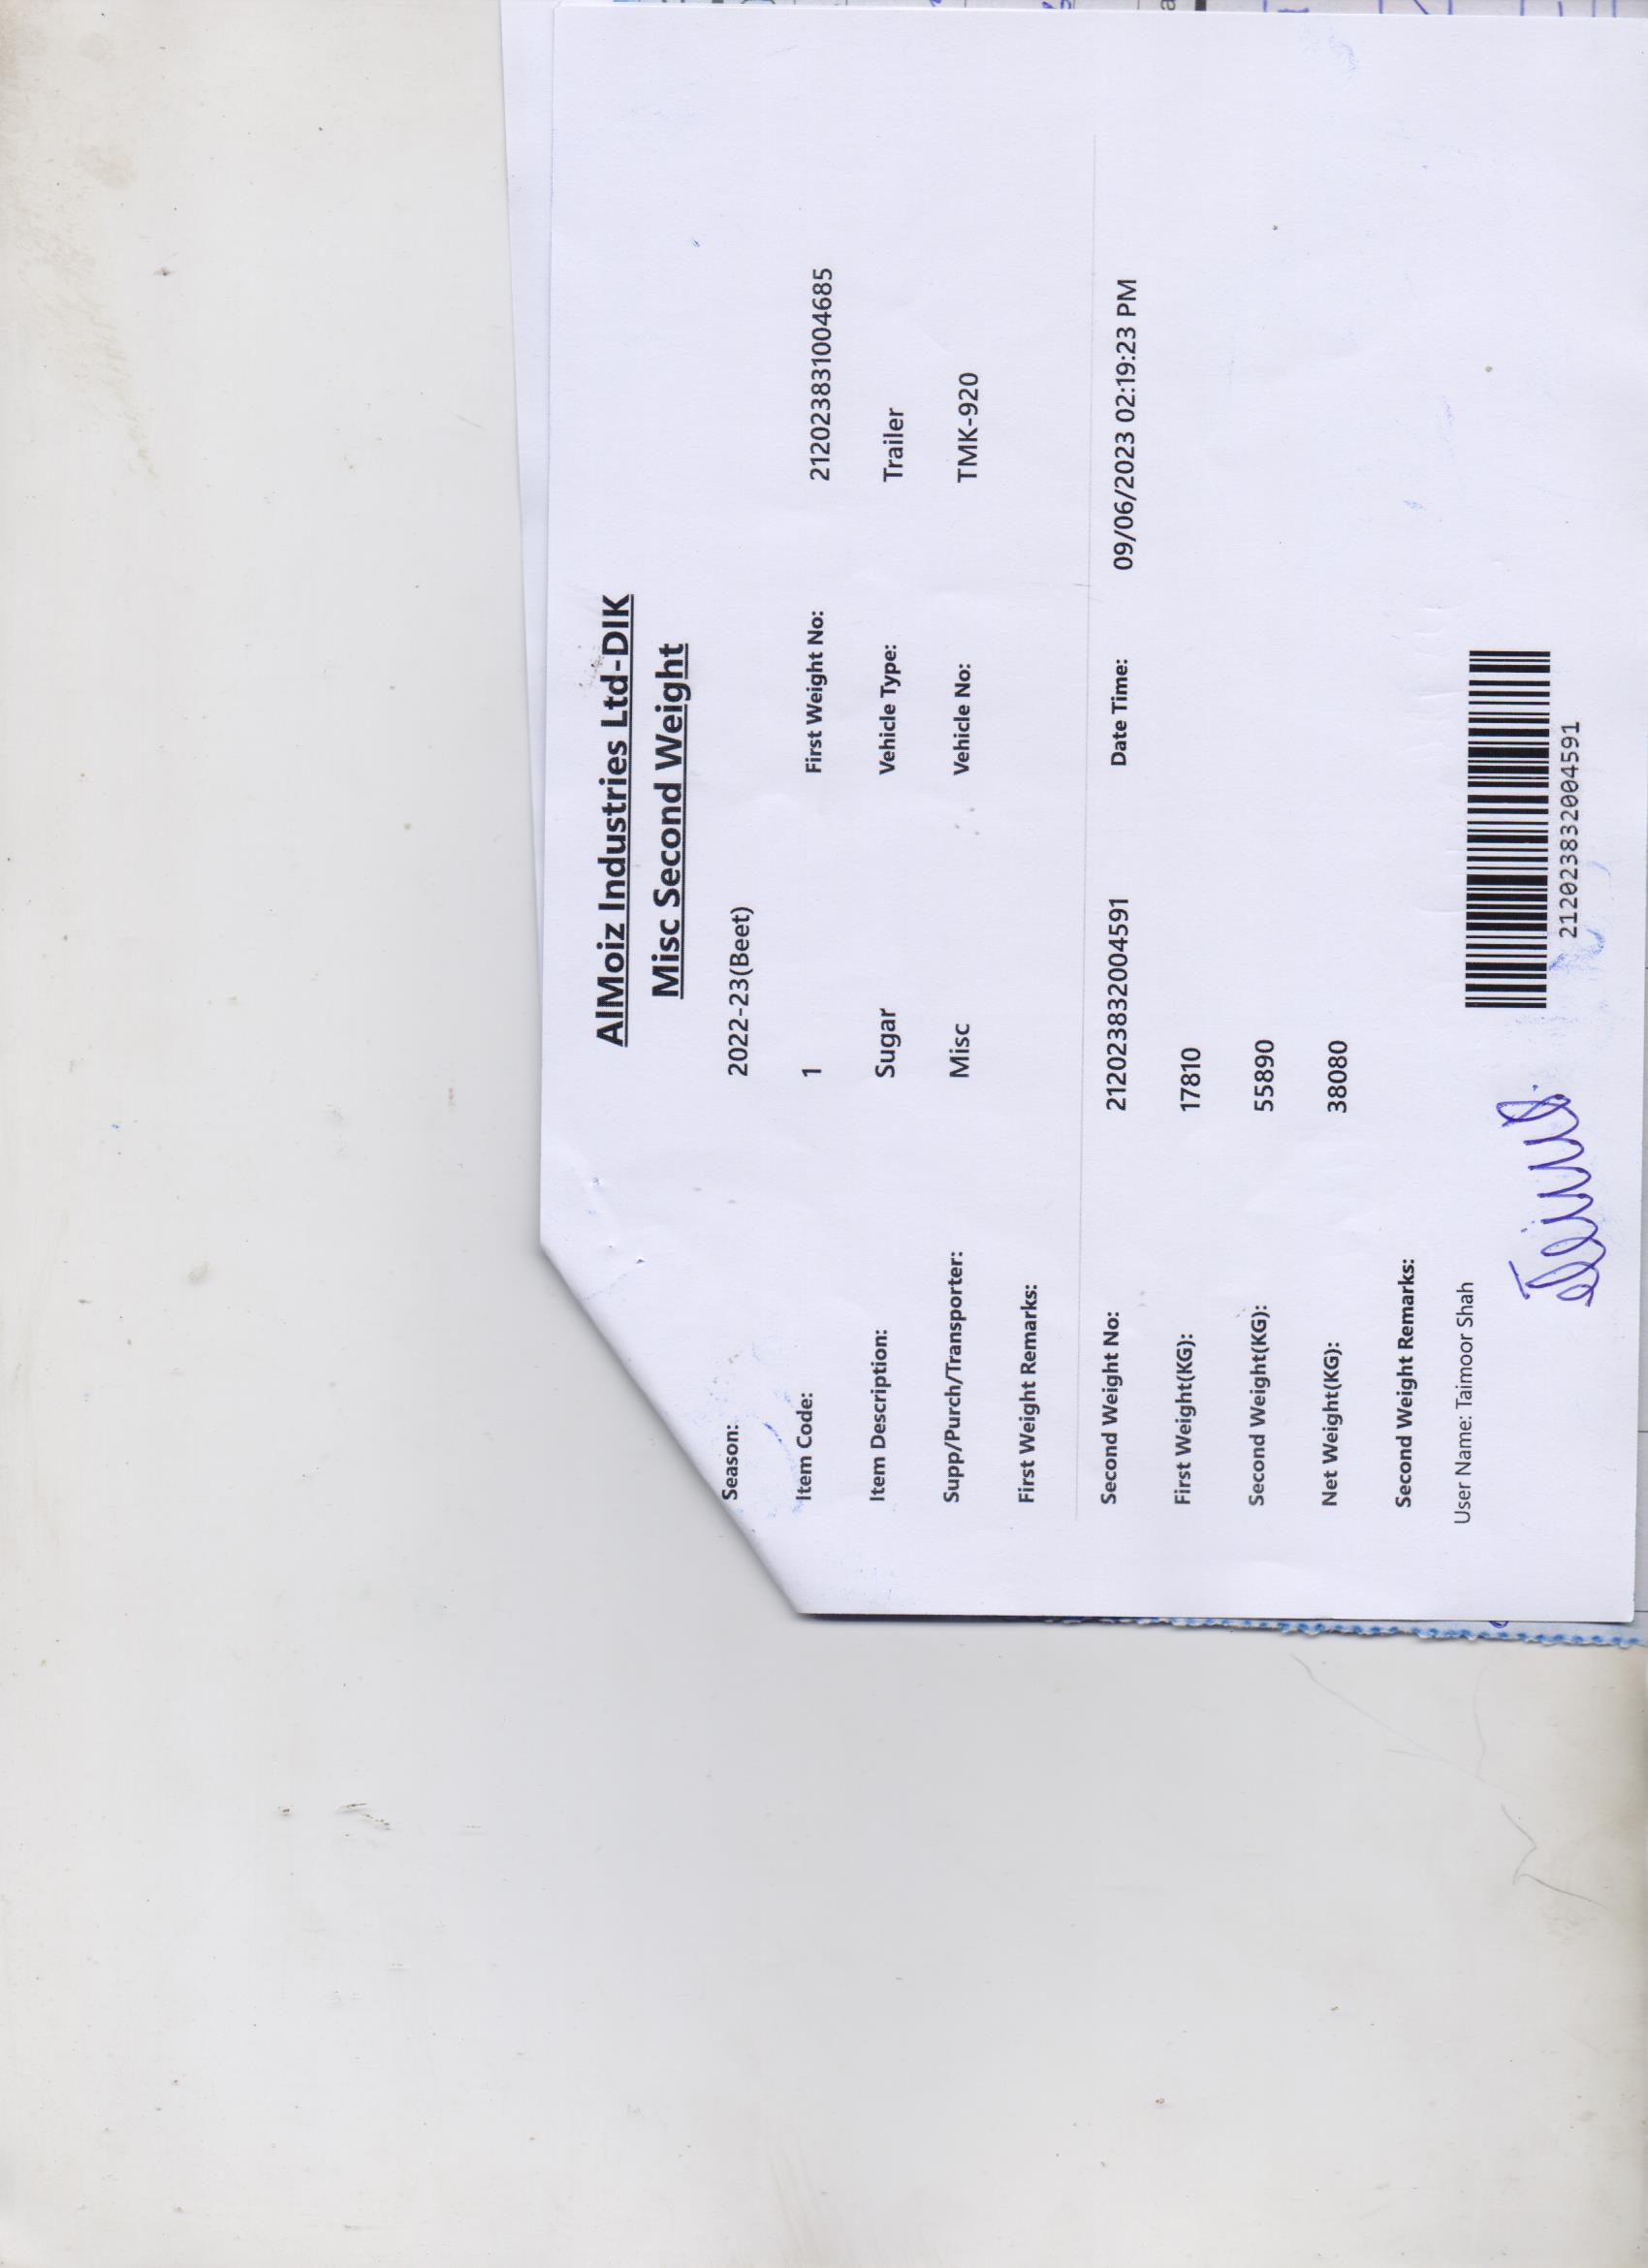 AlMoiz Industries Ltd-DIK
Misc Second Weight
Season: 2022-23(Beet)
Item Code: 1 First Weight No: 2120238310046​85
Item Description: Sugar Vehicle Type: Trailer
Supp/Purch/Transporter: Misc Vehicle No: TMK-920
First Weight Remarks:
Second Weight No: 212023832004591 Date Time: 09/06/2023 02:19:23 PM
First Weight(KG): 17810
Second Weight(KG): 55890
Net Weight(KG): 38080
Second Weight Remarks:
User Name: Taimoor Shah
212023832004591